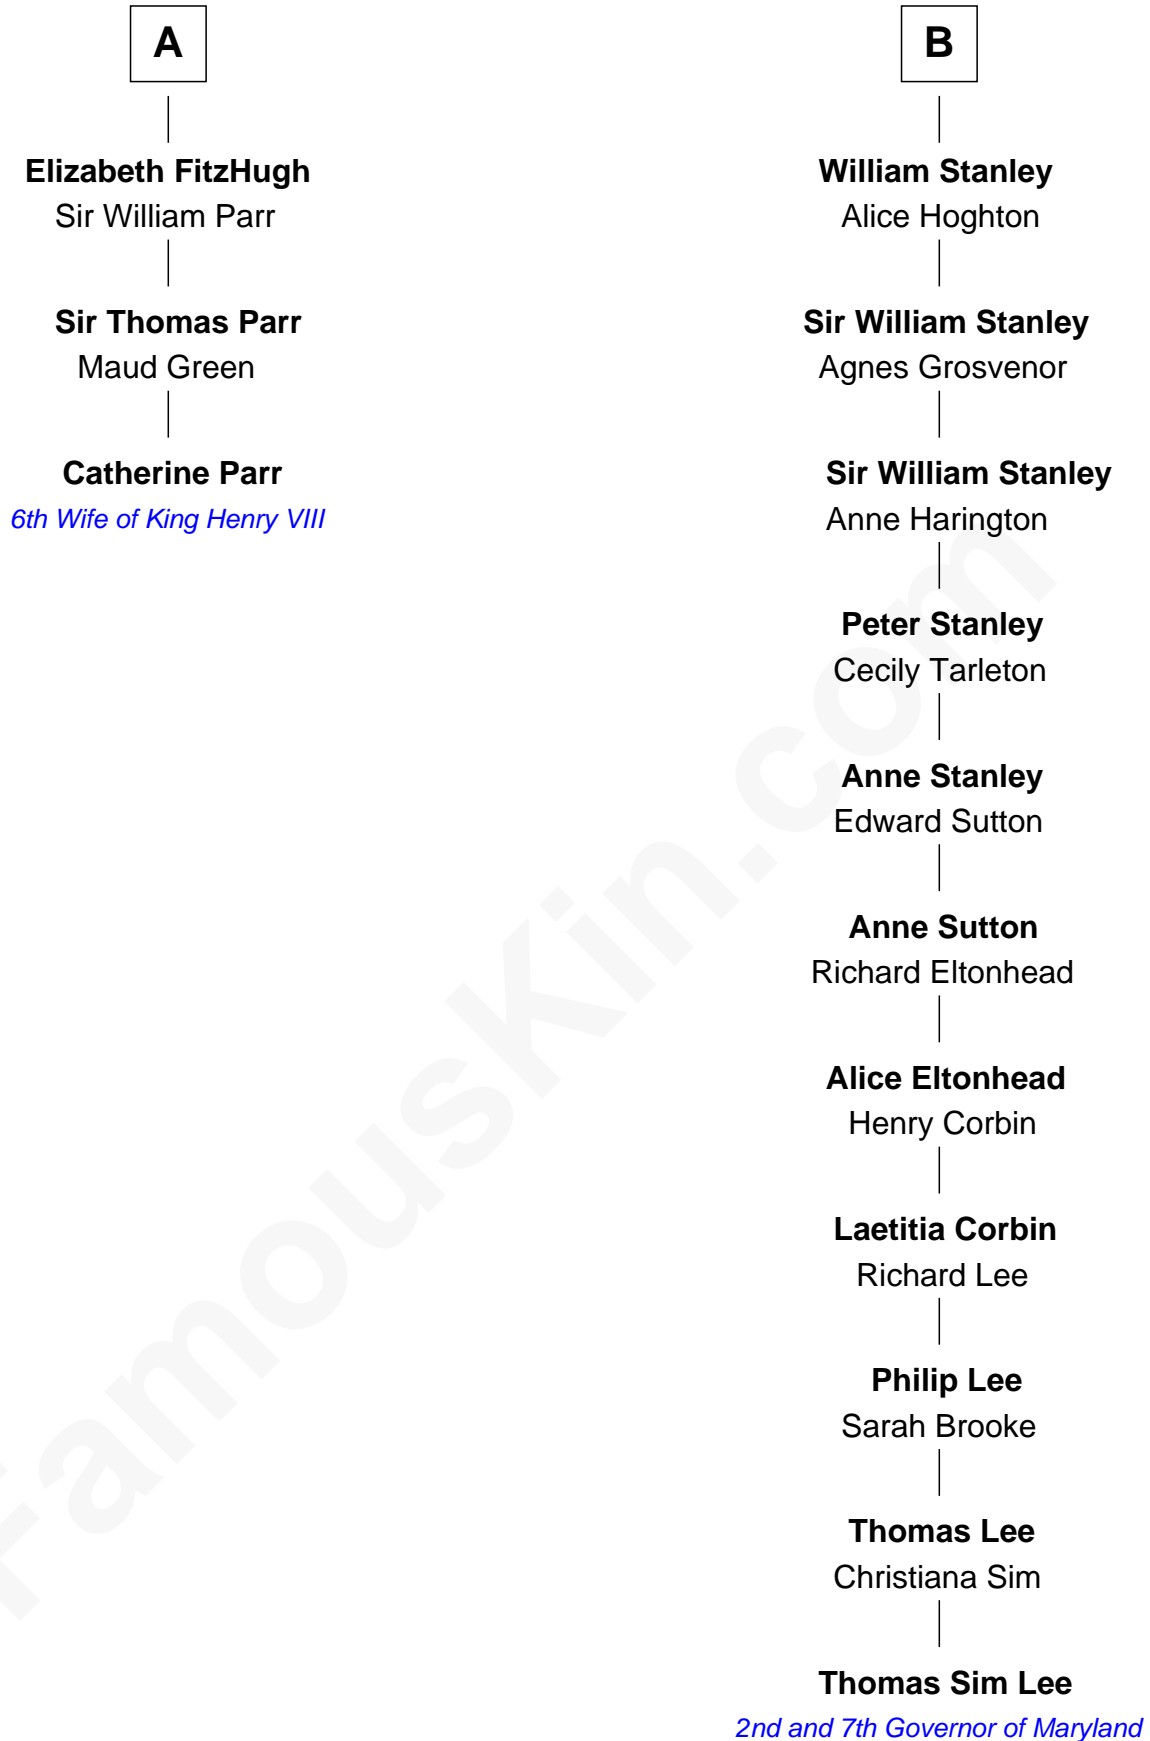 A
Elizabeth FitzHugh
Sir William Parr
Sir Thomas Parr
Maud Green
Catherine Parr
6th Wife of King Henry VIII
B
William Stanley
Alice Hoghton
Sir William Stanley
Agnes Grosvenor
Sir William Stanley
Anne Harington
Peter Stanley
Cecily Tarleton
Anne Stanley
Edward Sutton
Anne Sutton
Richard Eltonhead
Alice Eltonhead
Henry Corbin
Laetitia Corbin
Richard Lee
Philip Lee
Sarah Brooke
Thomas Lee
Christiana Sim
Thomas Sim Lee
2nd and 7th Governor of Maryland
FamousKin.com